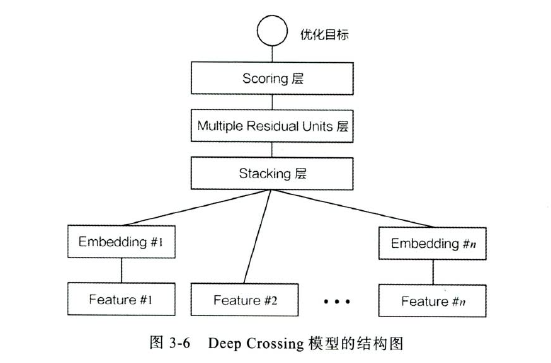 优化目标
Scoring 层
Multiple Residual Units 层
Stacking 层
Embedding #1
Embedding #n
Feature #1
Feature #2
•••
Feature #n
图 3-6 Deep Crossing 模型的结构图